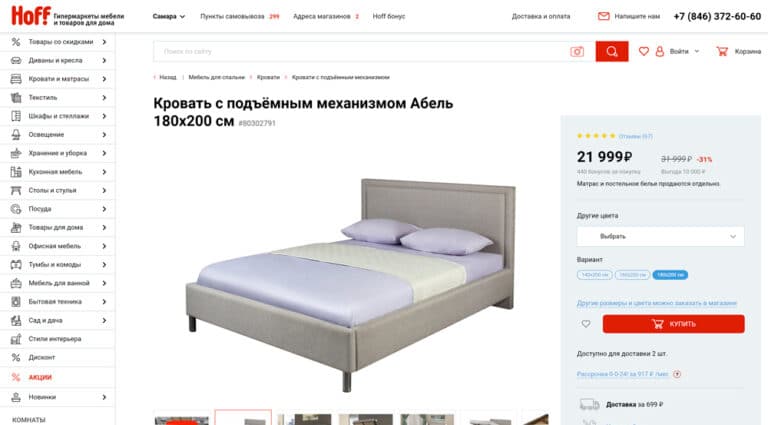 Hoff
Гипермаркеты мебели
и товаров для дома
Самара
Пункты самовывоза 299
Адреса магазинов 2
Hoff бонус
Доставка и оплата
Напишите нам
+7 (846) 372-60-60
Товары со скидками
Диваны и кресла
Кровати и матрасы
Текстиль
Шкафы и стеллажи
Освещение
Хранение и уборка
Кухонная мебель
Столы и стулья
Посуда
Товары для дома
Офисная мебель
Тумбы и комоды
Мебель для ванной
Бытовая техника
Сад и дача
Стили интерьера
Дисконт
АКЦИИ
Новинки
КОМНАТЫ
Поиск по сайту
Войти
Корзина
Назад
Мебель для спальни
Кровати
Кровати с подъёмным механизмом
Кровать с подъёмным механизмом Абель
180х200 см #80302791
Отзывы (57)
21 999 ₽ 31 999 ₽ -31%
440 бонусов за покупку Выгода 10 000 ₽
Матрас и постельное белье продаются отдельно.
Другие цвета
Выбрать
Вариант
140х200 см 160х200 см 180х200 см
Другие размеры и цвета можно заказать в магазине
КУПИТЬ
Доступно для доставки 2 шт.
Рассрочка 0-0-24! за 917 ₽ /мес. ?
Доставка за 699 ₽